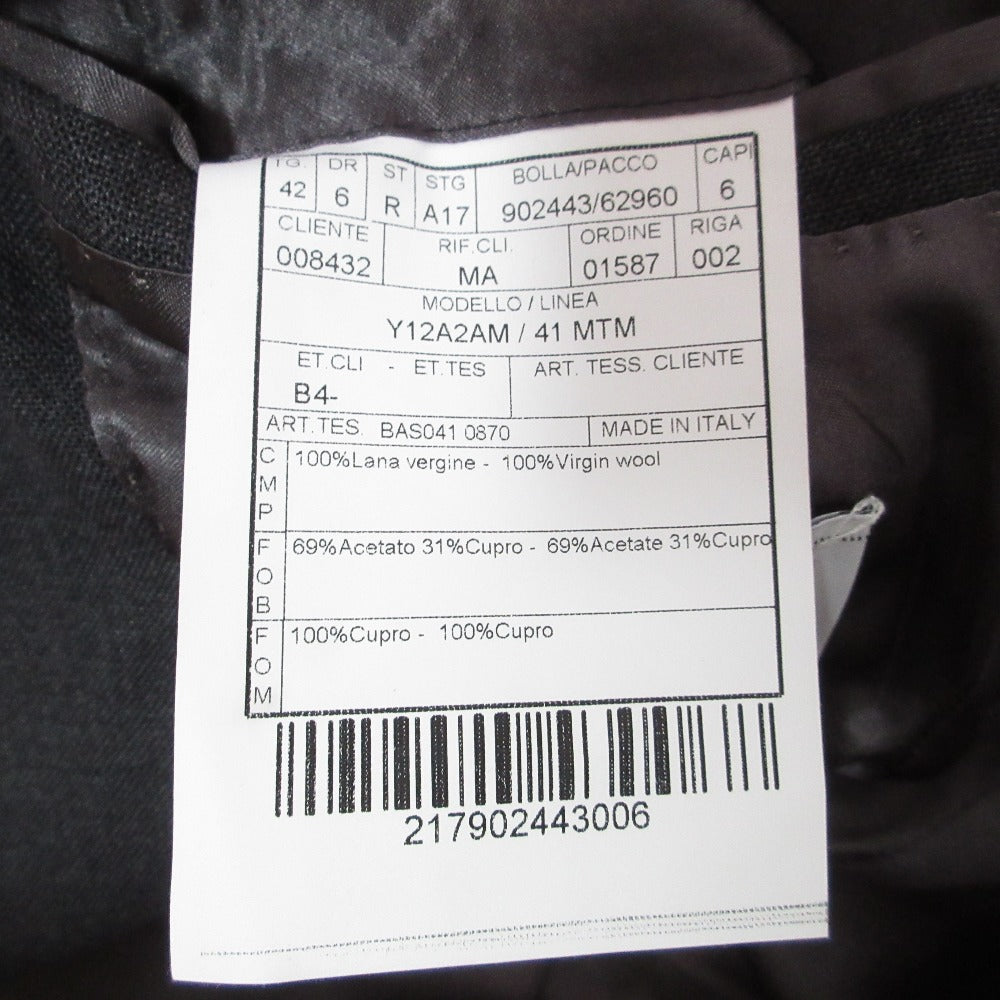 TG. DR ST STG BOLLA/PACCO CAPI
42 6 R A17 902443/62960 6
CLIENTE RIF.CLI. ORDINE RIGA
008432 MA 01587 002
MODELLO / LINEA
Y12A2AM / 41 MTM
ET.CLI - ET.TES ART. TESS. CLIENTE
B4-
ART.TES. BAS041 0870 MADE IN ITALY
CMP 100%Lana vergine - 100%Virgin wool
FOB 69%Acetato 31%Cupro - 69%Acetate 31%Cupro
FOM 100%Cupro - 100%Cupro
217902443006